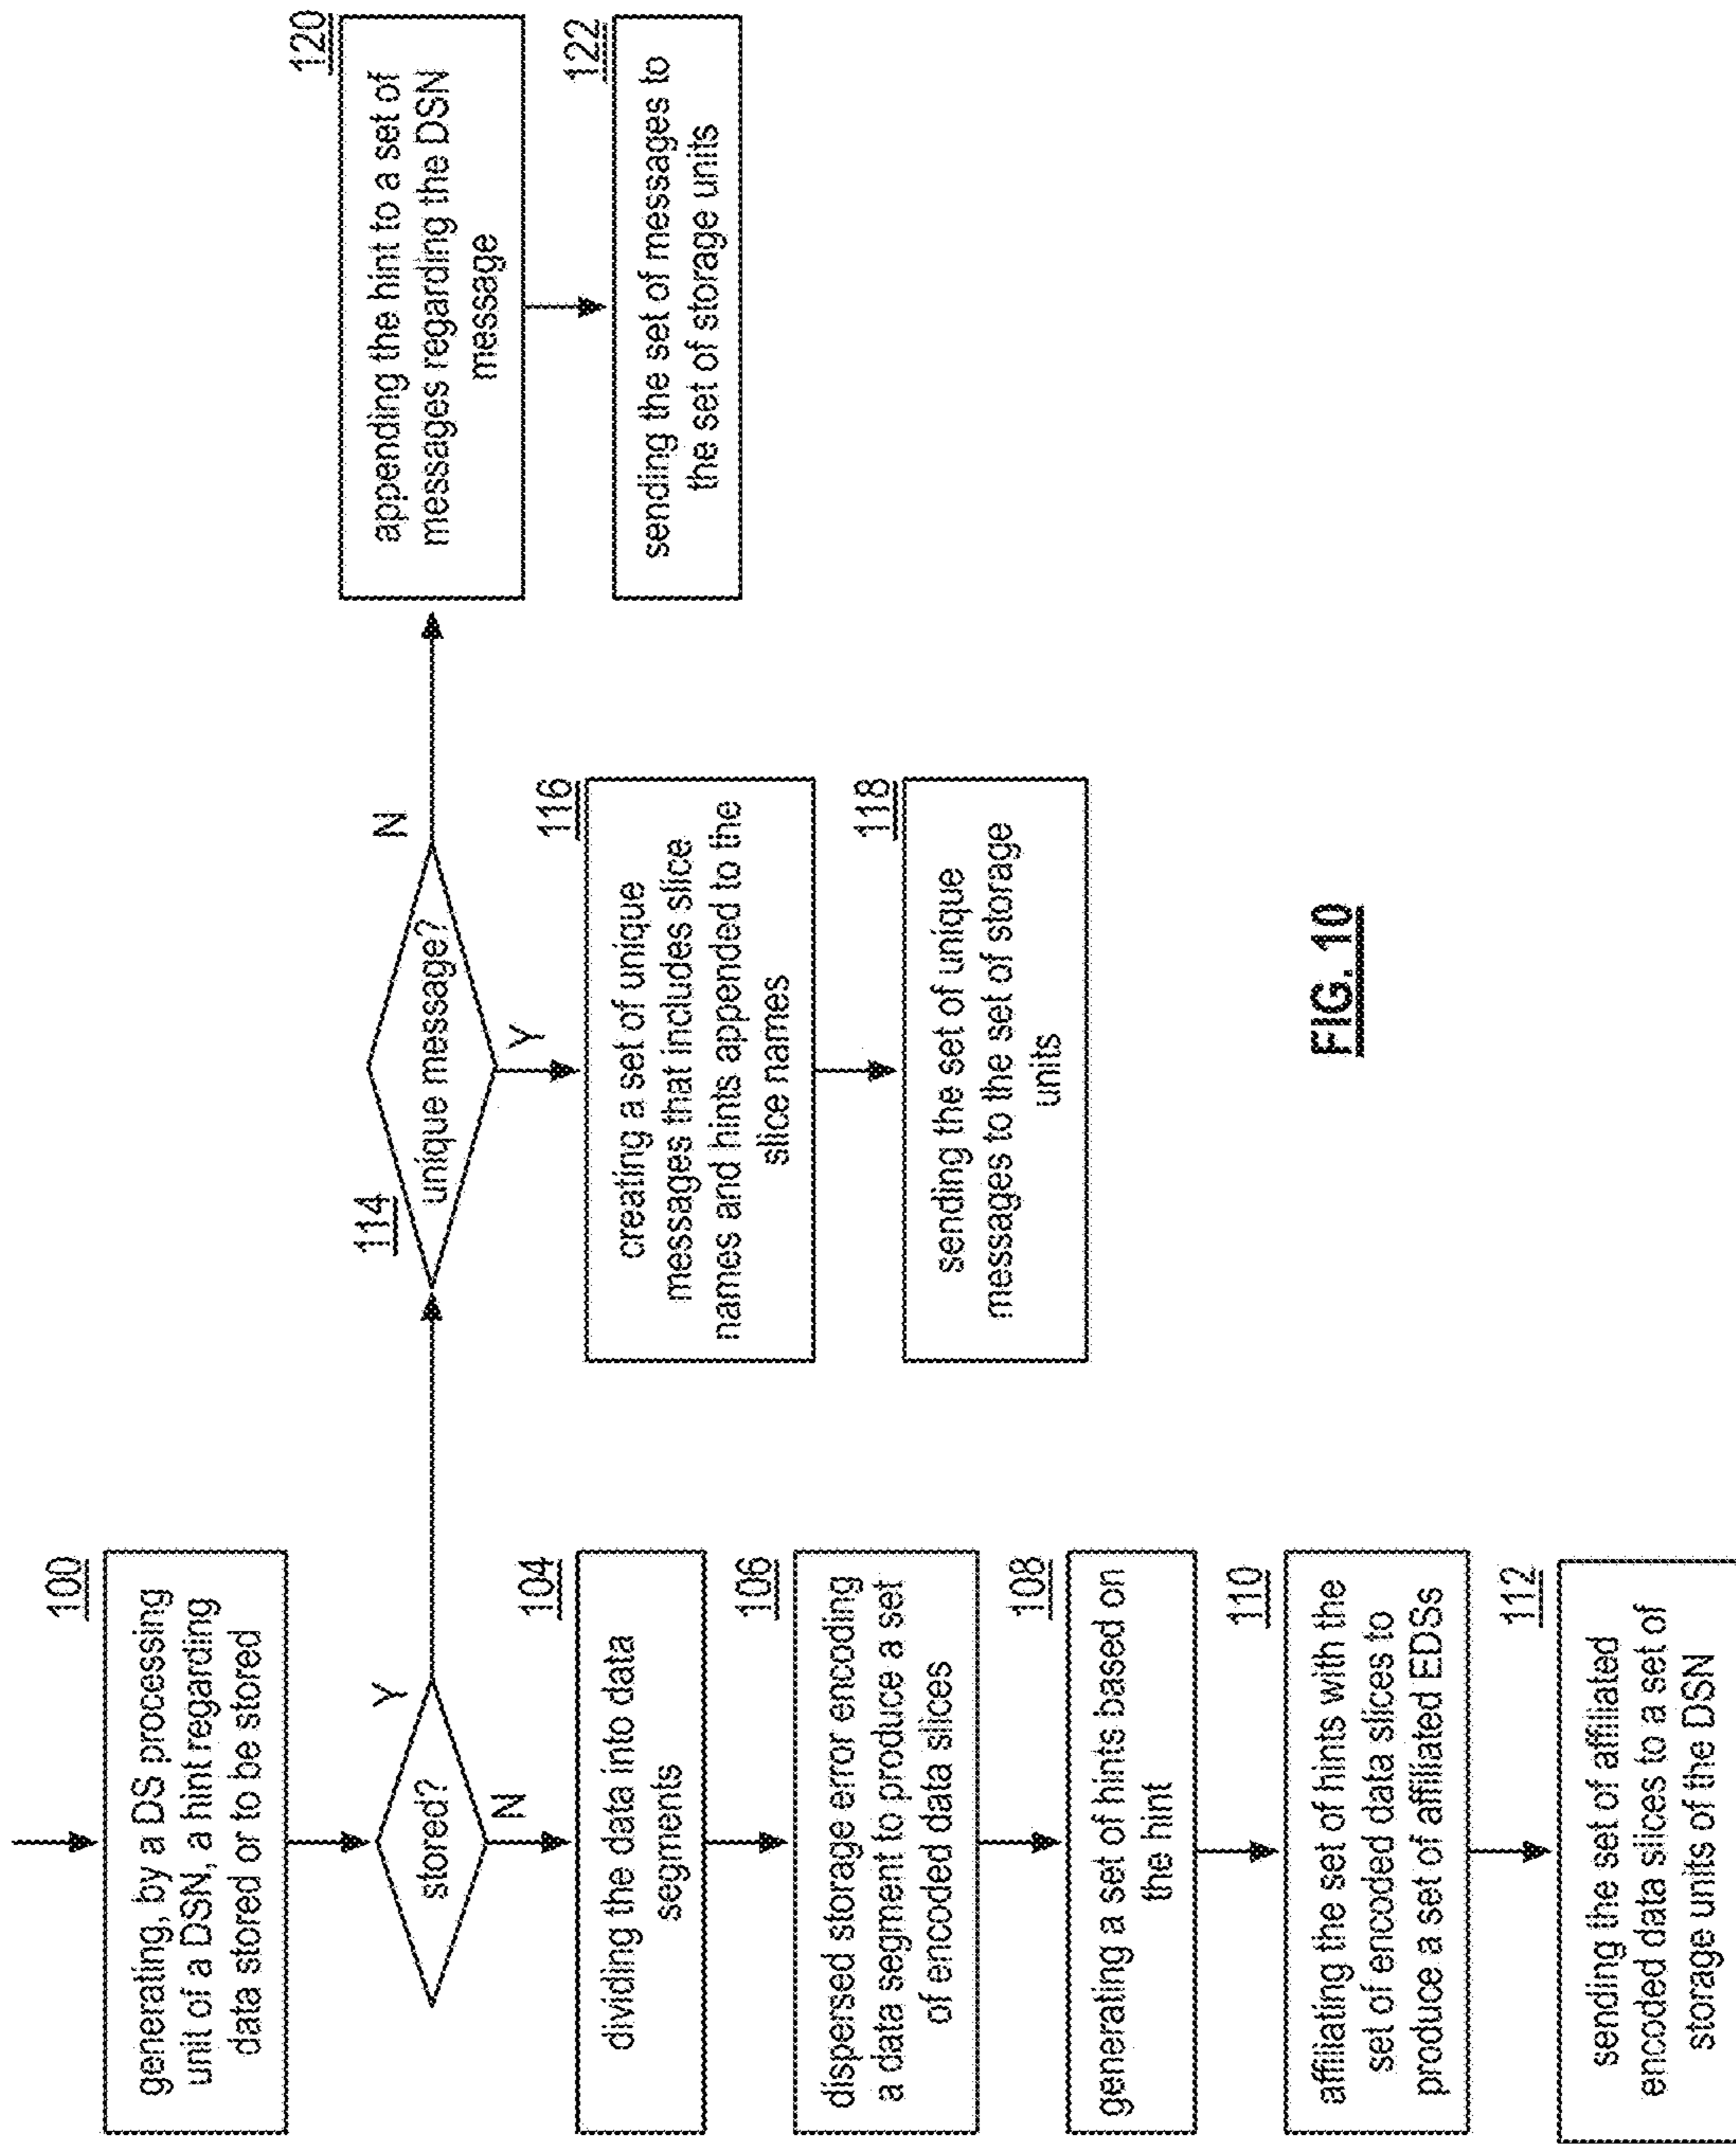 100
generating, by a DS processing
unit of a DSN, a hint regarding
data stored or to be stored
stored?
Y
N
104
dividing the data into data
segments
106
dispersed storage error encoding
a data segment to produce a set
of encoded data slices
108
generating a set of hints based on
the hint
110
affiliating the set of hints with the
set of encoded data slices to
produce a set of affiliated EDSs
112
sending the set of affiliated
encoded data slices to a set of
storage units of the DSN
114
unique message?
N
Y
116
creating a set of unique
messages that includes slice
names and hints appended to the
slice names
118
sending the set of unique
messages to the set of storage
units
120
appending the hint to a set of
messages regarding the DSN
message
122
sending the set of messages to
the set of storage units
FIG. 10